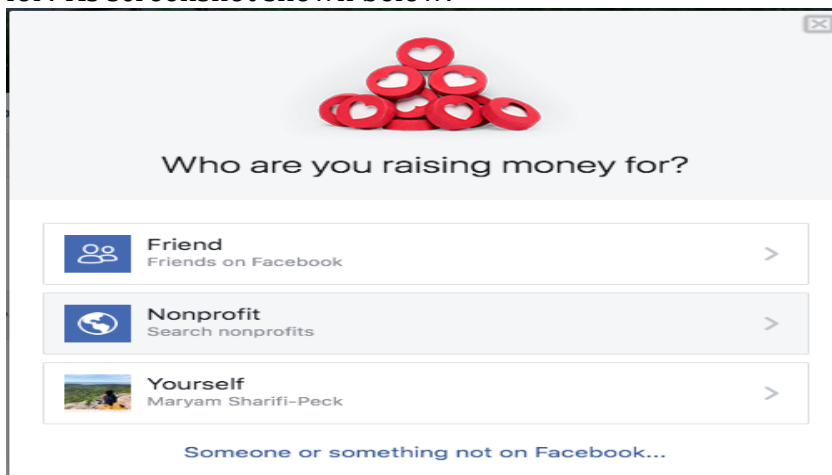 Who are you raising money for?
Friend
Friends on Facebook
Nonprofit
Search nonprofits
Yourself
Maryam Sharifi-Peck
Someone or something not on Facebook...